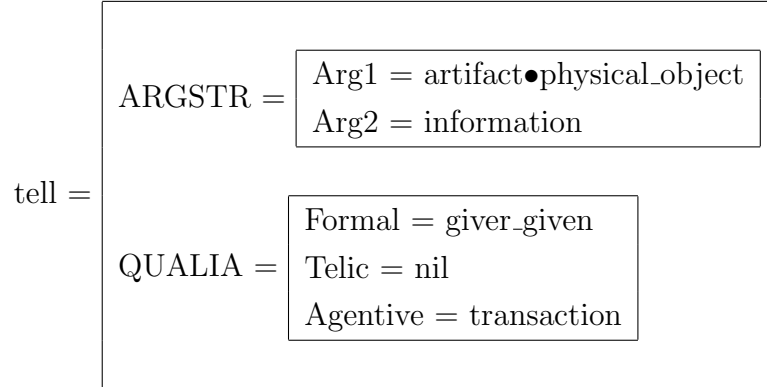 ARGSTR =
Arg1 = artifact•physical_object
Arg2 = information
tell =
QUALIA =
Formal = giver_given
Telic = nil
Agentive = transaction